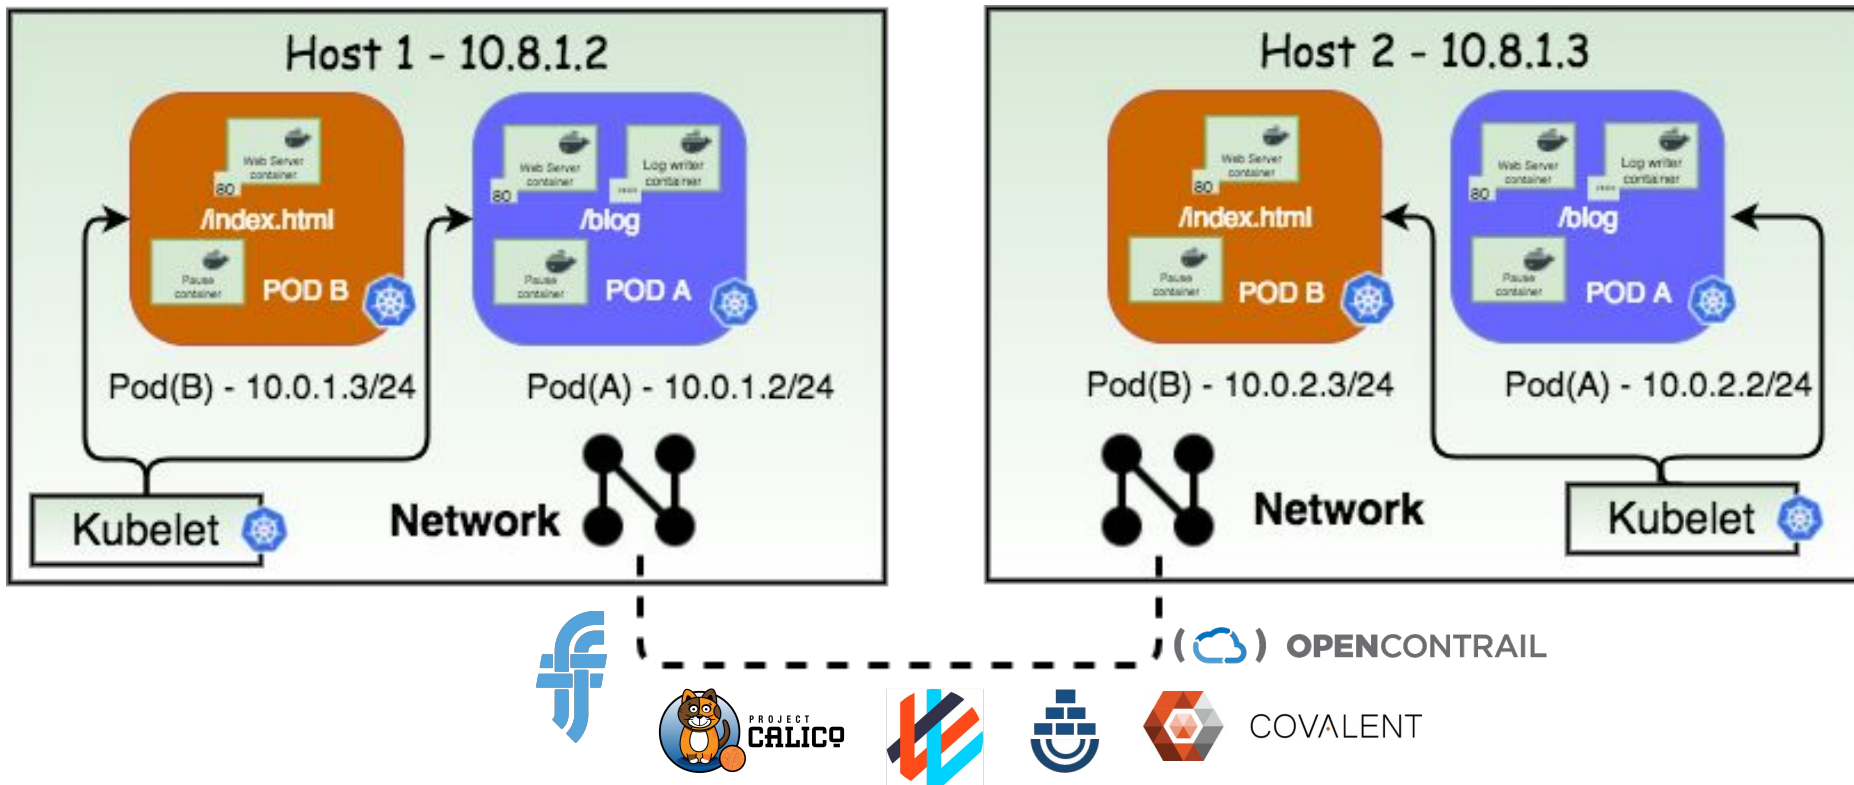 Host 1 - 10.8.1.2
Web Server
container
80
/index.html
Pause
container
POD B
Web Server
container
80
Log writer
container
/blog
Pause
container
POD A
Pod(B) - 10.0.1.3/24
Pod(A) - 10.0.1.2/24
Kubelet
Network
Host 2 - 10.8.1.3
Web Server
container
80
/index.html
Pause
container
POD B
Web Server
container
80
Log writer
container
/blog
Pause
container
POD A
Pod(B) - 10.0.2.3/24
Pod(A) - 10.0.2.2/24
Network
Kubelet
OPENCONTRAIL
PROJECT
CALICO
COVALENT